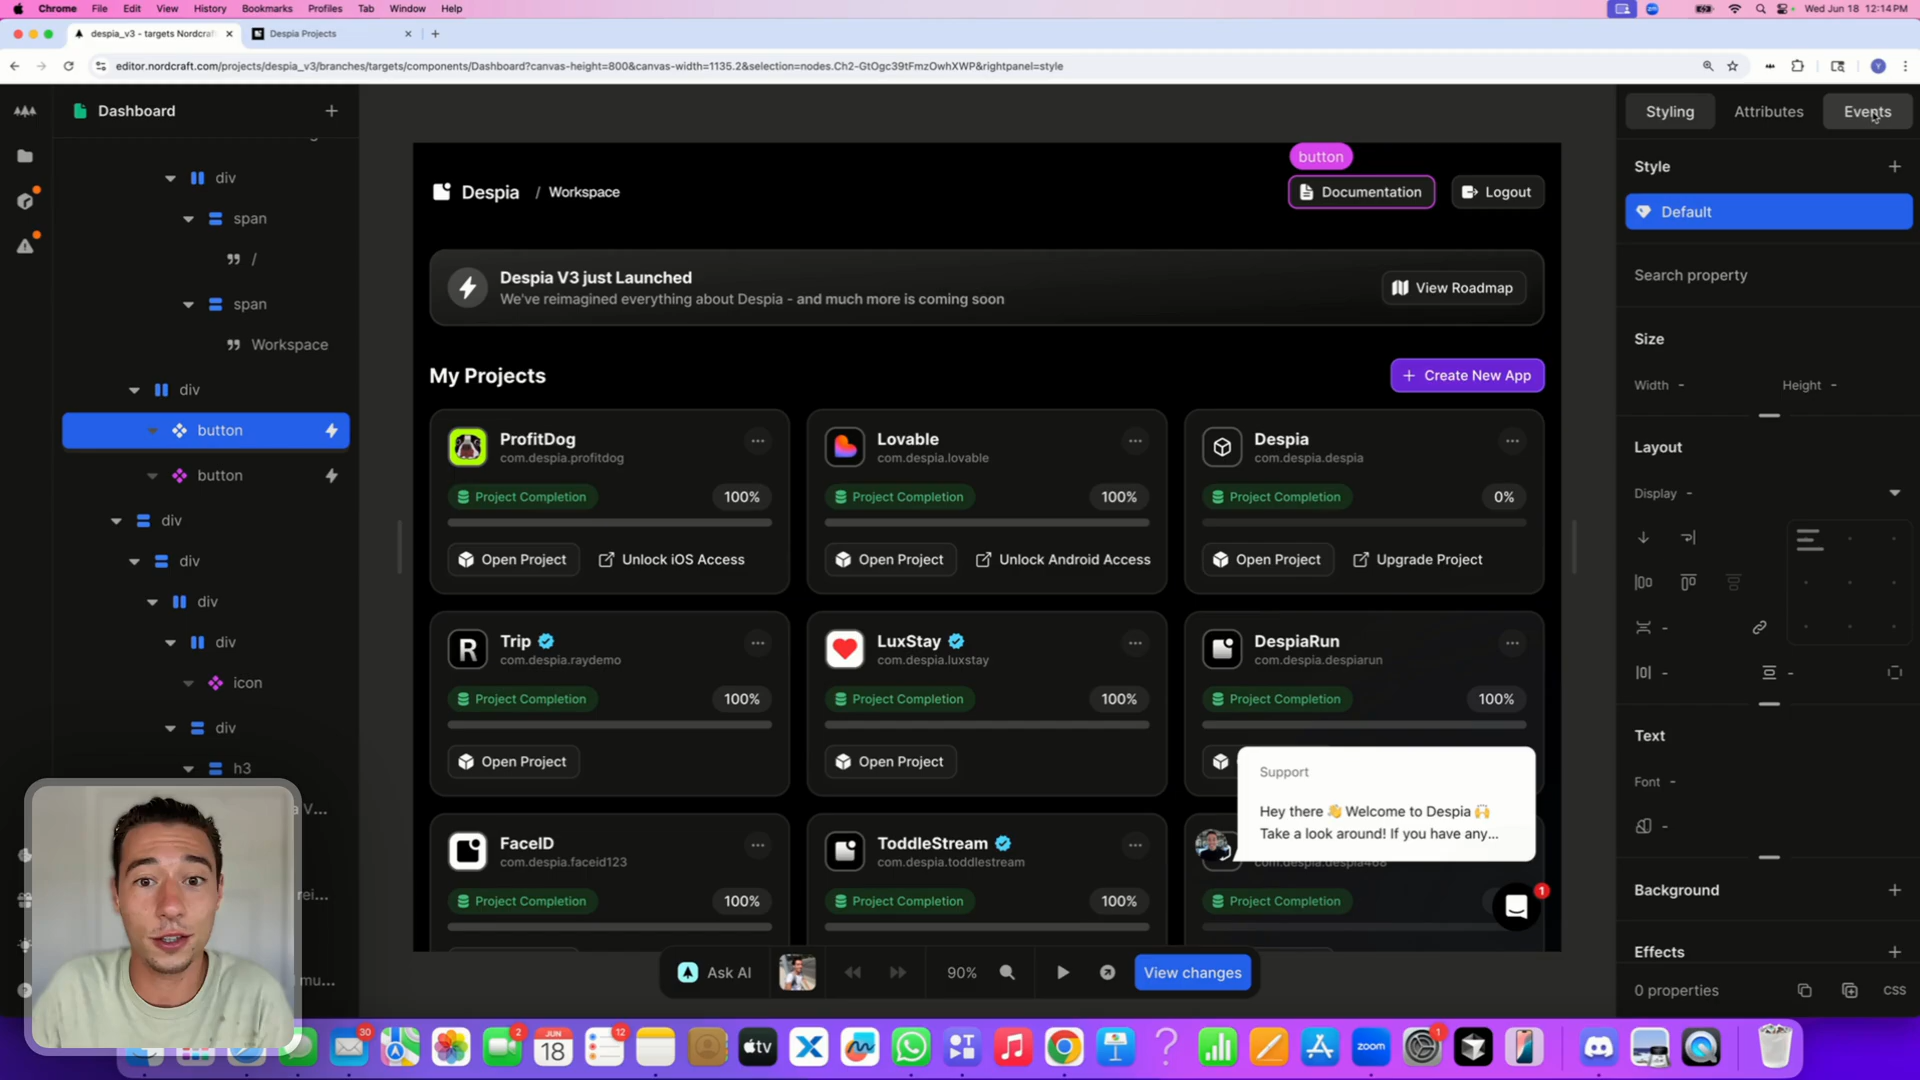 Chrome File Edit View History Bookmarks Profiles Tab Window Help
Wed Jun 18 12:14 PM
despia_v3 - targets Nordcraft
Despia Projects
editor.nordcraft.com/projects/despia_v3/branches/targets/components/Dashboard?canvas-height=800&canvas-width=1135.2&selection=nodes.Ch2-GtOgc39tFmzOwhXWP&rightpanel=style
Dashboard
div
span
/
span
Workspace
div
button
button
div
div
div
div
icon
div
h3
button
Despia / Workspace
Documentation
Logout
Despia V3 just Launched
We've reimagined everything about Despia - and much more is coming soon
View Roadmap
My Projects
Create New App
ProfitDog
com.despia.profitdog
Project Completion 100%
Open Project
Unlock iOS Access
Lovable
com.despia.lovable
Project Completion 100%
Open Project
Unlock Android Access
Despia
com.despia.despia
Project Completion 0%
Open Project
Upgrade Project
Trip
com.despia.raydemo
Project Completion 100%
Open Project
LuxStay
com.despia.luxstay
Project Completion 100%
Open Project
DespiaRun
com.despia.despiarun
Project Completion 100%
FaceID
com.despia.faceid123
Project Completion 100%
ToddleStream
com.despia.toddlestream
Project Completion 100%
Project Completion
Support
Hey there 👋 Welcome to Despia 🙌
Take a look around! If you have any...
1
Ask AI
90%
View changes
Styling Attributes Events
Style
Default
Search property
Size
Width - Height -
Layout
Display -
Text
Font -
Background
Effects
0 properties
CSS
30
2
JUN
18
12
tv
zoom
1